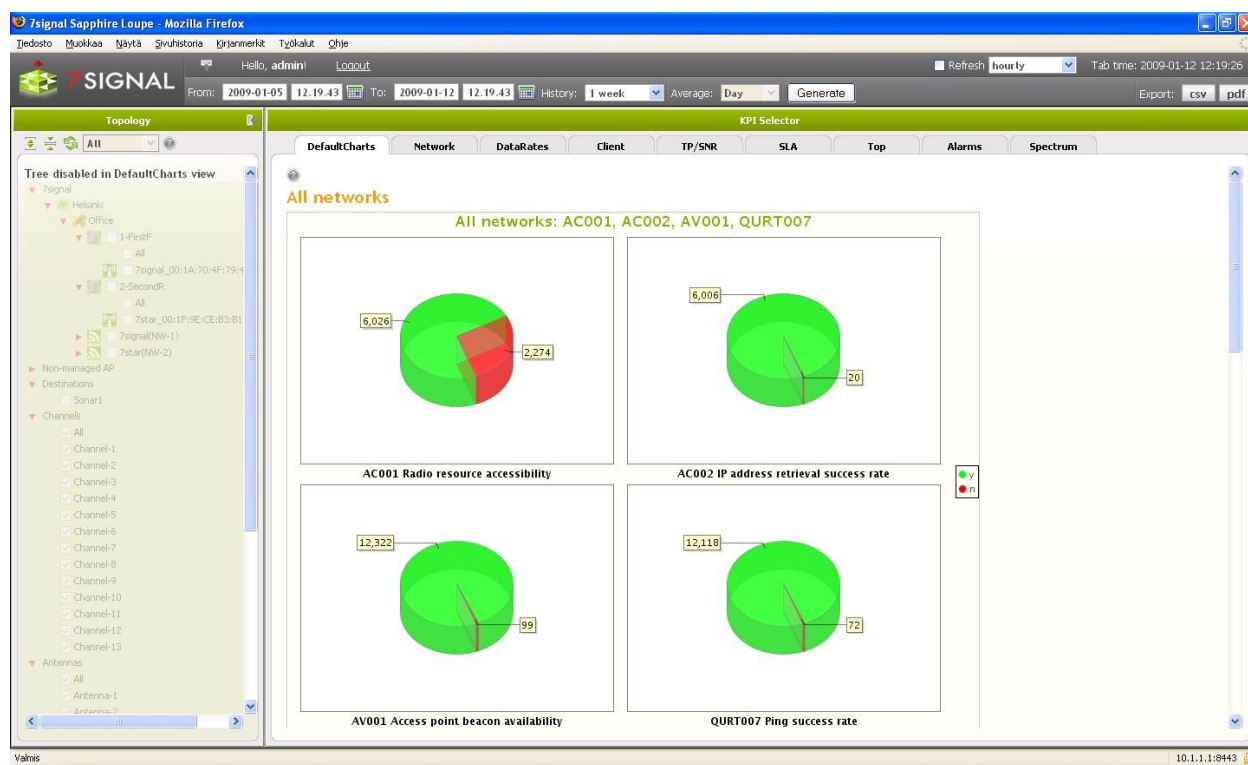 7signal Sapphire Loupe - Mozilla Firefox
Tiedosto Muokkaa Näytä Sivuhistoria Kirjanmerkit Työkalut Ohje
7 SIGNAL
Hello, admin! Logout
Refresh hourly Tab time: 2009-01-12 12:19:26
From: 2009-01-05 12.19.43 To: 2009-01-12 12.19.43 History: 1 week Average: Day Generate
Export: csv pdf
Topology
KPI Selector
All
DefaultCharts Network DataRates Client TP/SNR SLA Top Alarms Spectrum
Tree disabled in DefaultCharts view
7signal
Helsinki
Office
1-FirstF
All
7signal_00:1A:70:4F:79:4
2-SecondR
All
7star_00:1F:9E:CE:B3:B1
7signal(NW-1)
7star(NW-2)
Non-managed AP
Destinations
Sonar1
Channels
All
Channel-1
Channel-2
Channel-3
Channel-4
Channel-5
Channel-6
Channel-7
Channel-8
Channel-9
Channel-10
Channel-11
Channel-12
Channel-13
Antennas
All
Antenna-1
Antenna-2
All networks
All networks: AC001, AC002, AV001, QURT007
6,026
2,274
AC001 Radio resource accessibility
6,006
20
AC002 IP address retrieval success rate
y
n
12,322
99
AV001 Access point beacon availability
12,118
72
QURT007 Ping success rate
Valmis
10.1.1.1:8443